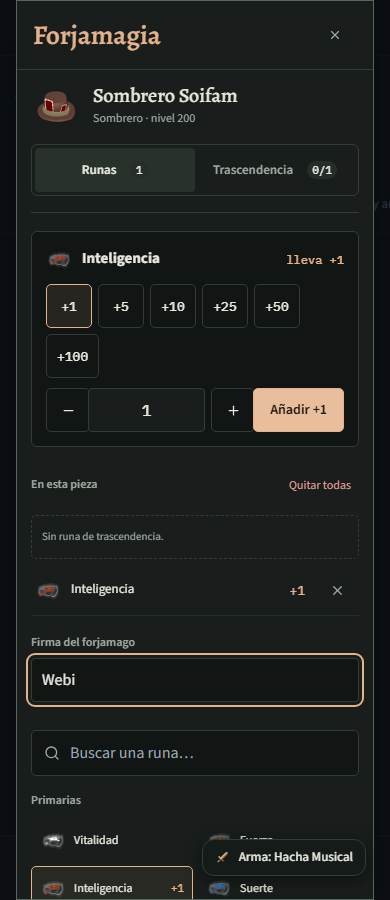 Forjamagia
×
Sombrero Soifam
Sombrero · nivel 200
Runas 1 Trascendencia 0/1
y a
Inteligencia lleva +1
+1 +5 +10 +25 +50
+100
− 1 + Añadir +1
En esta pieza Quitar todas
Sin runa de trascendencia.
Inteligencia +1 ×
Firma del forjamago
Webi
Buscar una runa…
Primarias
Vitalidad Fuerza
Arma: Hacha Musical
Inteligencia +1 Suerte